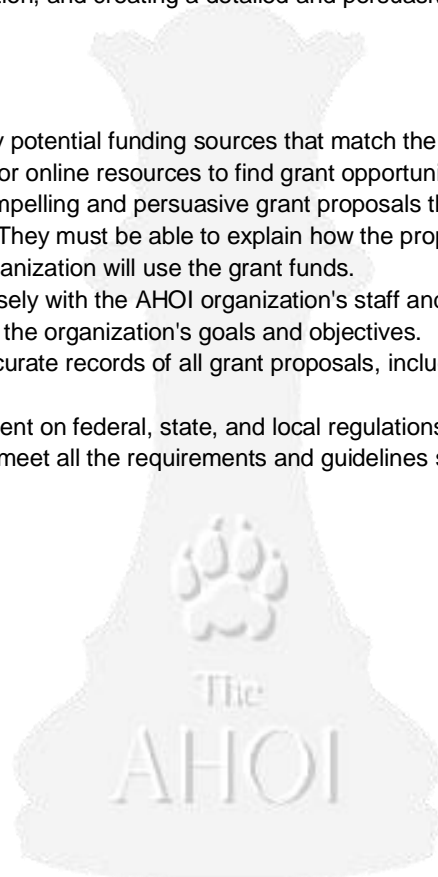 tion, and creating a detailed and persuasiv
y potential funding sources that match the
or online resources to find grant opportuni
mpelling and persuasive grant proposals th
They must be able to explain how the prop
ganization will use the grant funds.
sely with the AHOI organization's staff and
the organization's goals and objectives.
curate records of all grant proposals, inclu
ent on federal, state, and local regulations
meet all the requirements and guidelines s
The
AHOI